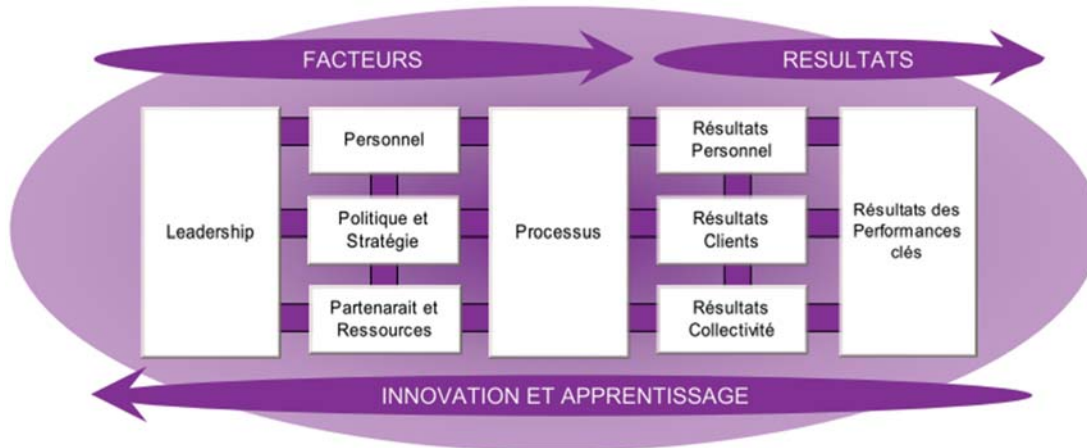 FACTEURS
RESULTATS
Leadership
Personnel
Politique et
Stratégie
Partenarait et
Ressources
Processus
Résultats
Personnel
Résultats
Clients
Résultats
Collectivité
Résultats des
Performances
clés
INNOVATION ET APPRENTISSAGE